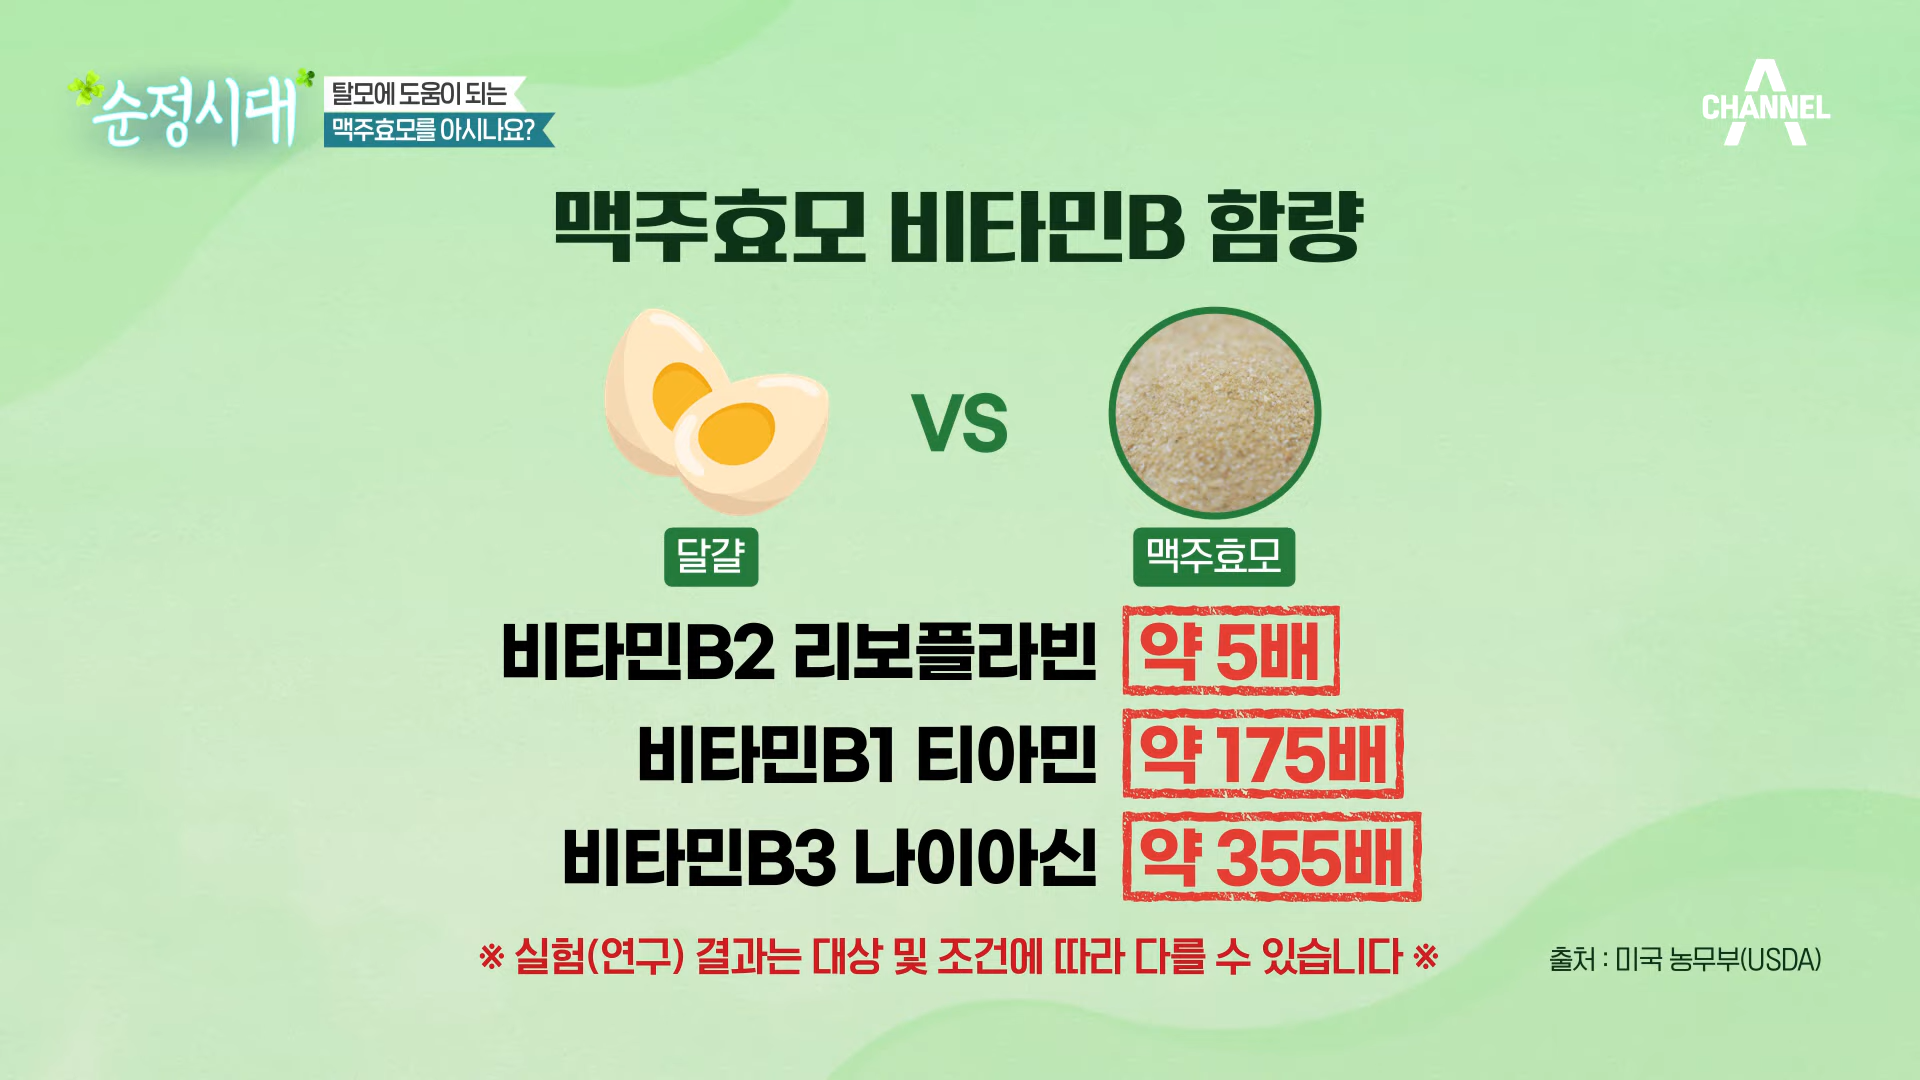 순정시대
탈모에 도움이 되는
맥주효모를 아시나요?
CHANNEL A
맥주효모 비타민B 함량
VS
달걀
맥주효모
비타민B2 리보플라빈 약 5배
비타민B1 티아민 약 175배
비타민B3 나이아신 약 355배
※ 실험(연구) 결과는 대상 및 조건에 따라 다를 수 있습니다 ※
출처 : 미국 농무부(USDA)